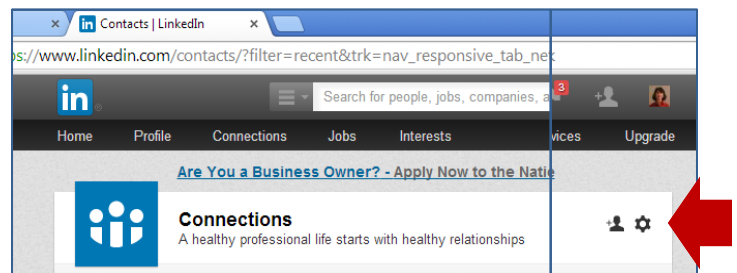 Contacts | LinkedIn
s://www.linkedin.com/contacts/?filter=recent&trk=nav_responsive_tab_ne
in
Search for people, jobs, companies, a
3
Home Profile Connections Jobs Interests vices Upgrade
Are You a Business Owner? - Apply Now to the Natio
Connections
A healthy professional life starts with healthy relationships